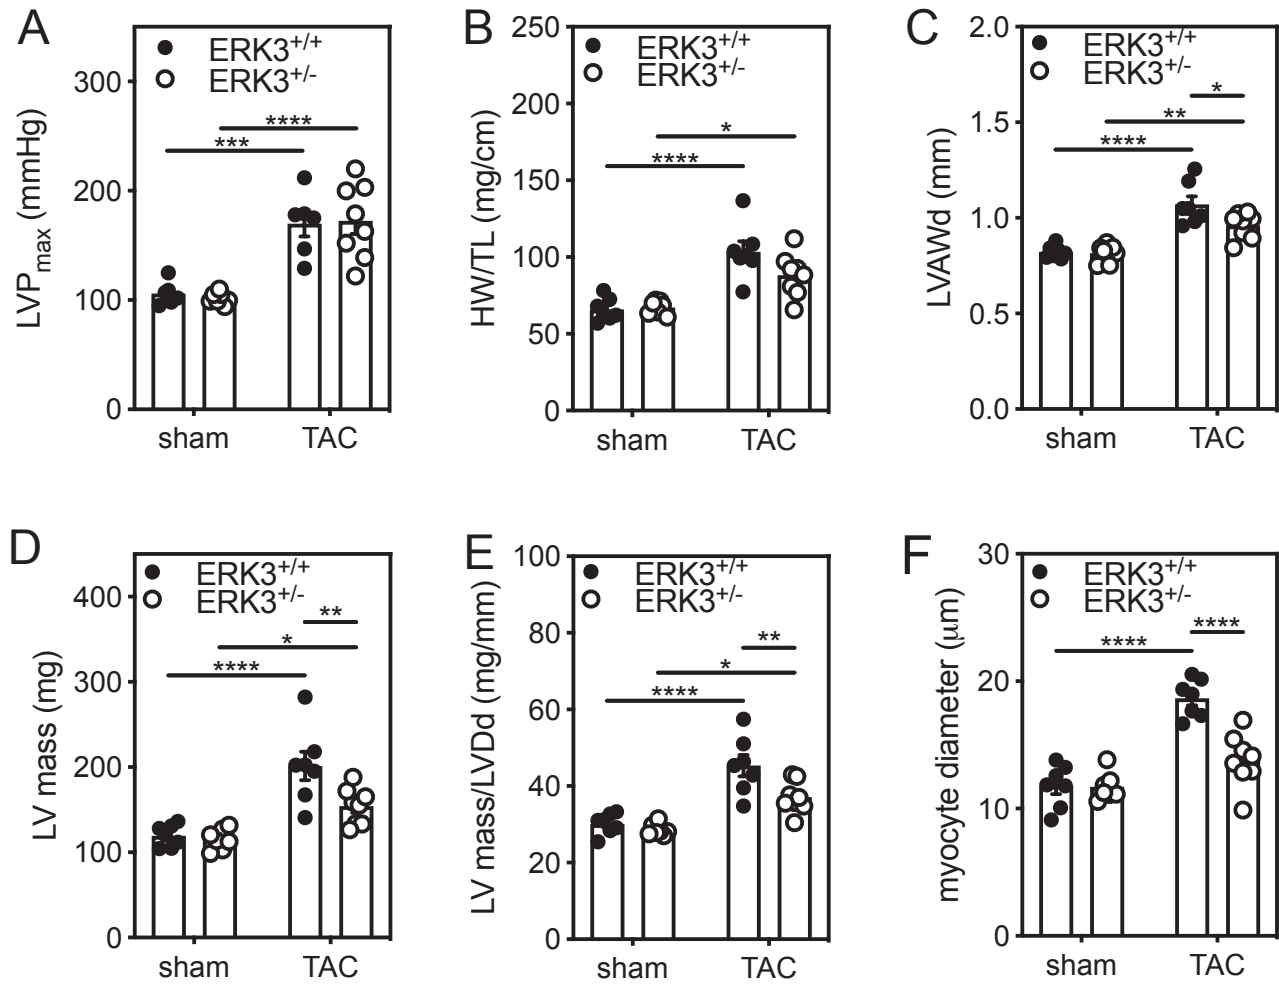 A
LVPmax (mmHg)
300
200
100
0
ERK3+/+
ERK3+/-
****
***
sham
TAC
B
HW/TL (mg/cm)
250
200
150
100
50
0
ERK3+/+
ERK3+/-
*
****
sham
TAC
C
LVAWd (mm)
2.0
1.5
1.0
0.5
0.0
ERK3+/+
ERK3+/-
*
**
****
sham
TAC
D
LV mass (mg)
400
300
200
100
0
ERK3+/+
ERK3+/-
**
*
****
sham
TAC
E
LV mass/LVDd (mg/mm)
100
80
60
40
20
0
ERK3+/+
ERK3+/-
**
*
****
sham
TAC
F
myocyte diameter (μm)
30
20
10
0
ERK3+/+
ERK3+/-
****
****
sham
TAC